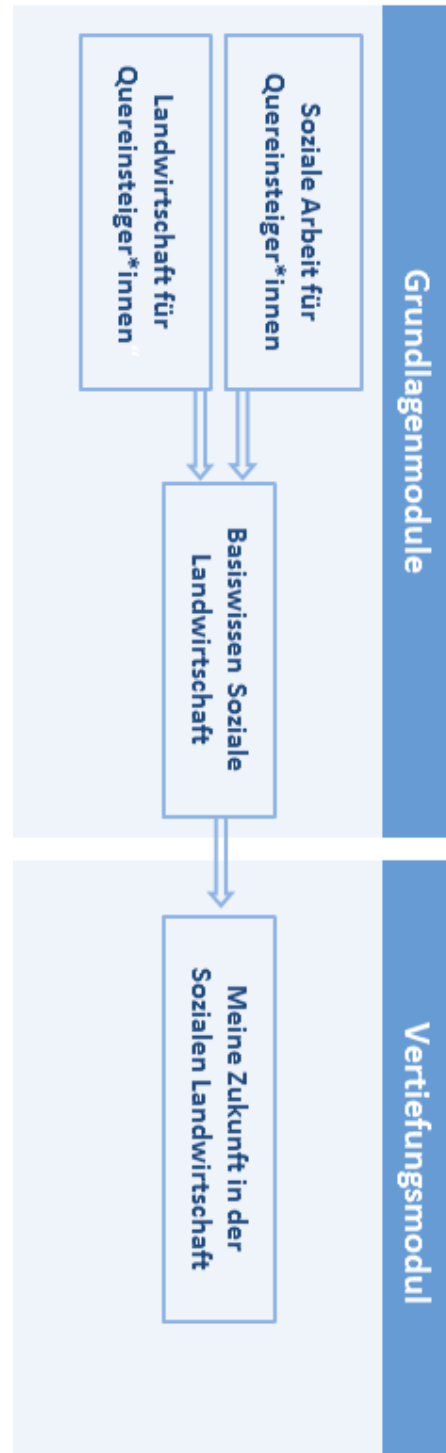 Grundlagenmodule
Vertiefungsmodul
Soziale Arbeit für
Quereinsteiger*innen
Landwirtschaft für
Quereinsteiger*innen“
Basiswissen Soziale
Landwirtschaft
Meine Zukunft in der
Sozialen Landwirtschaft